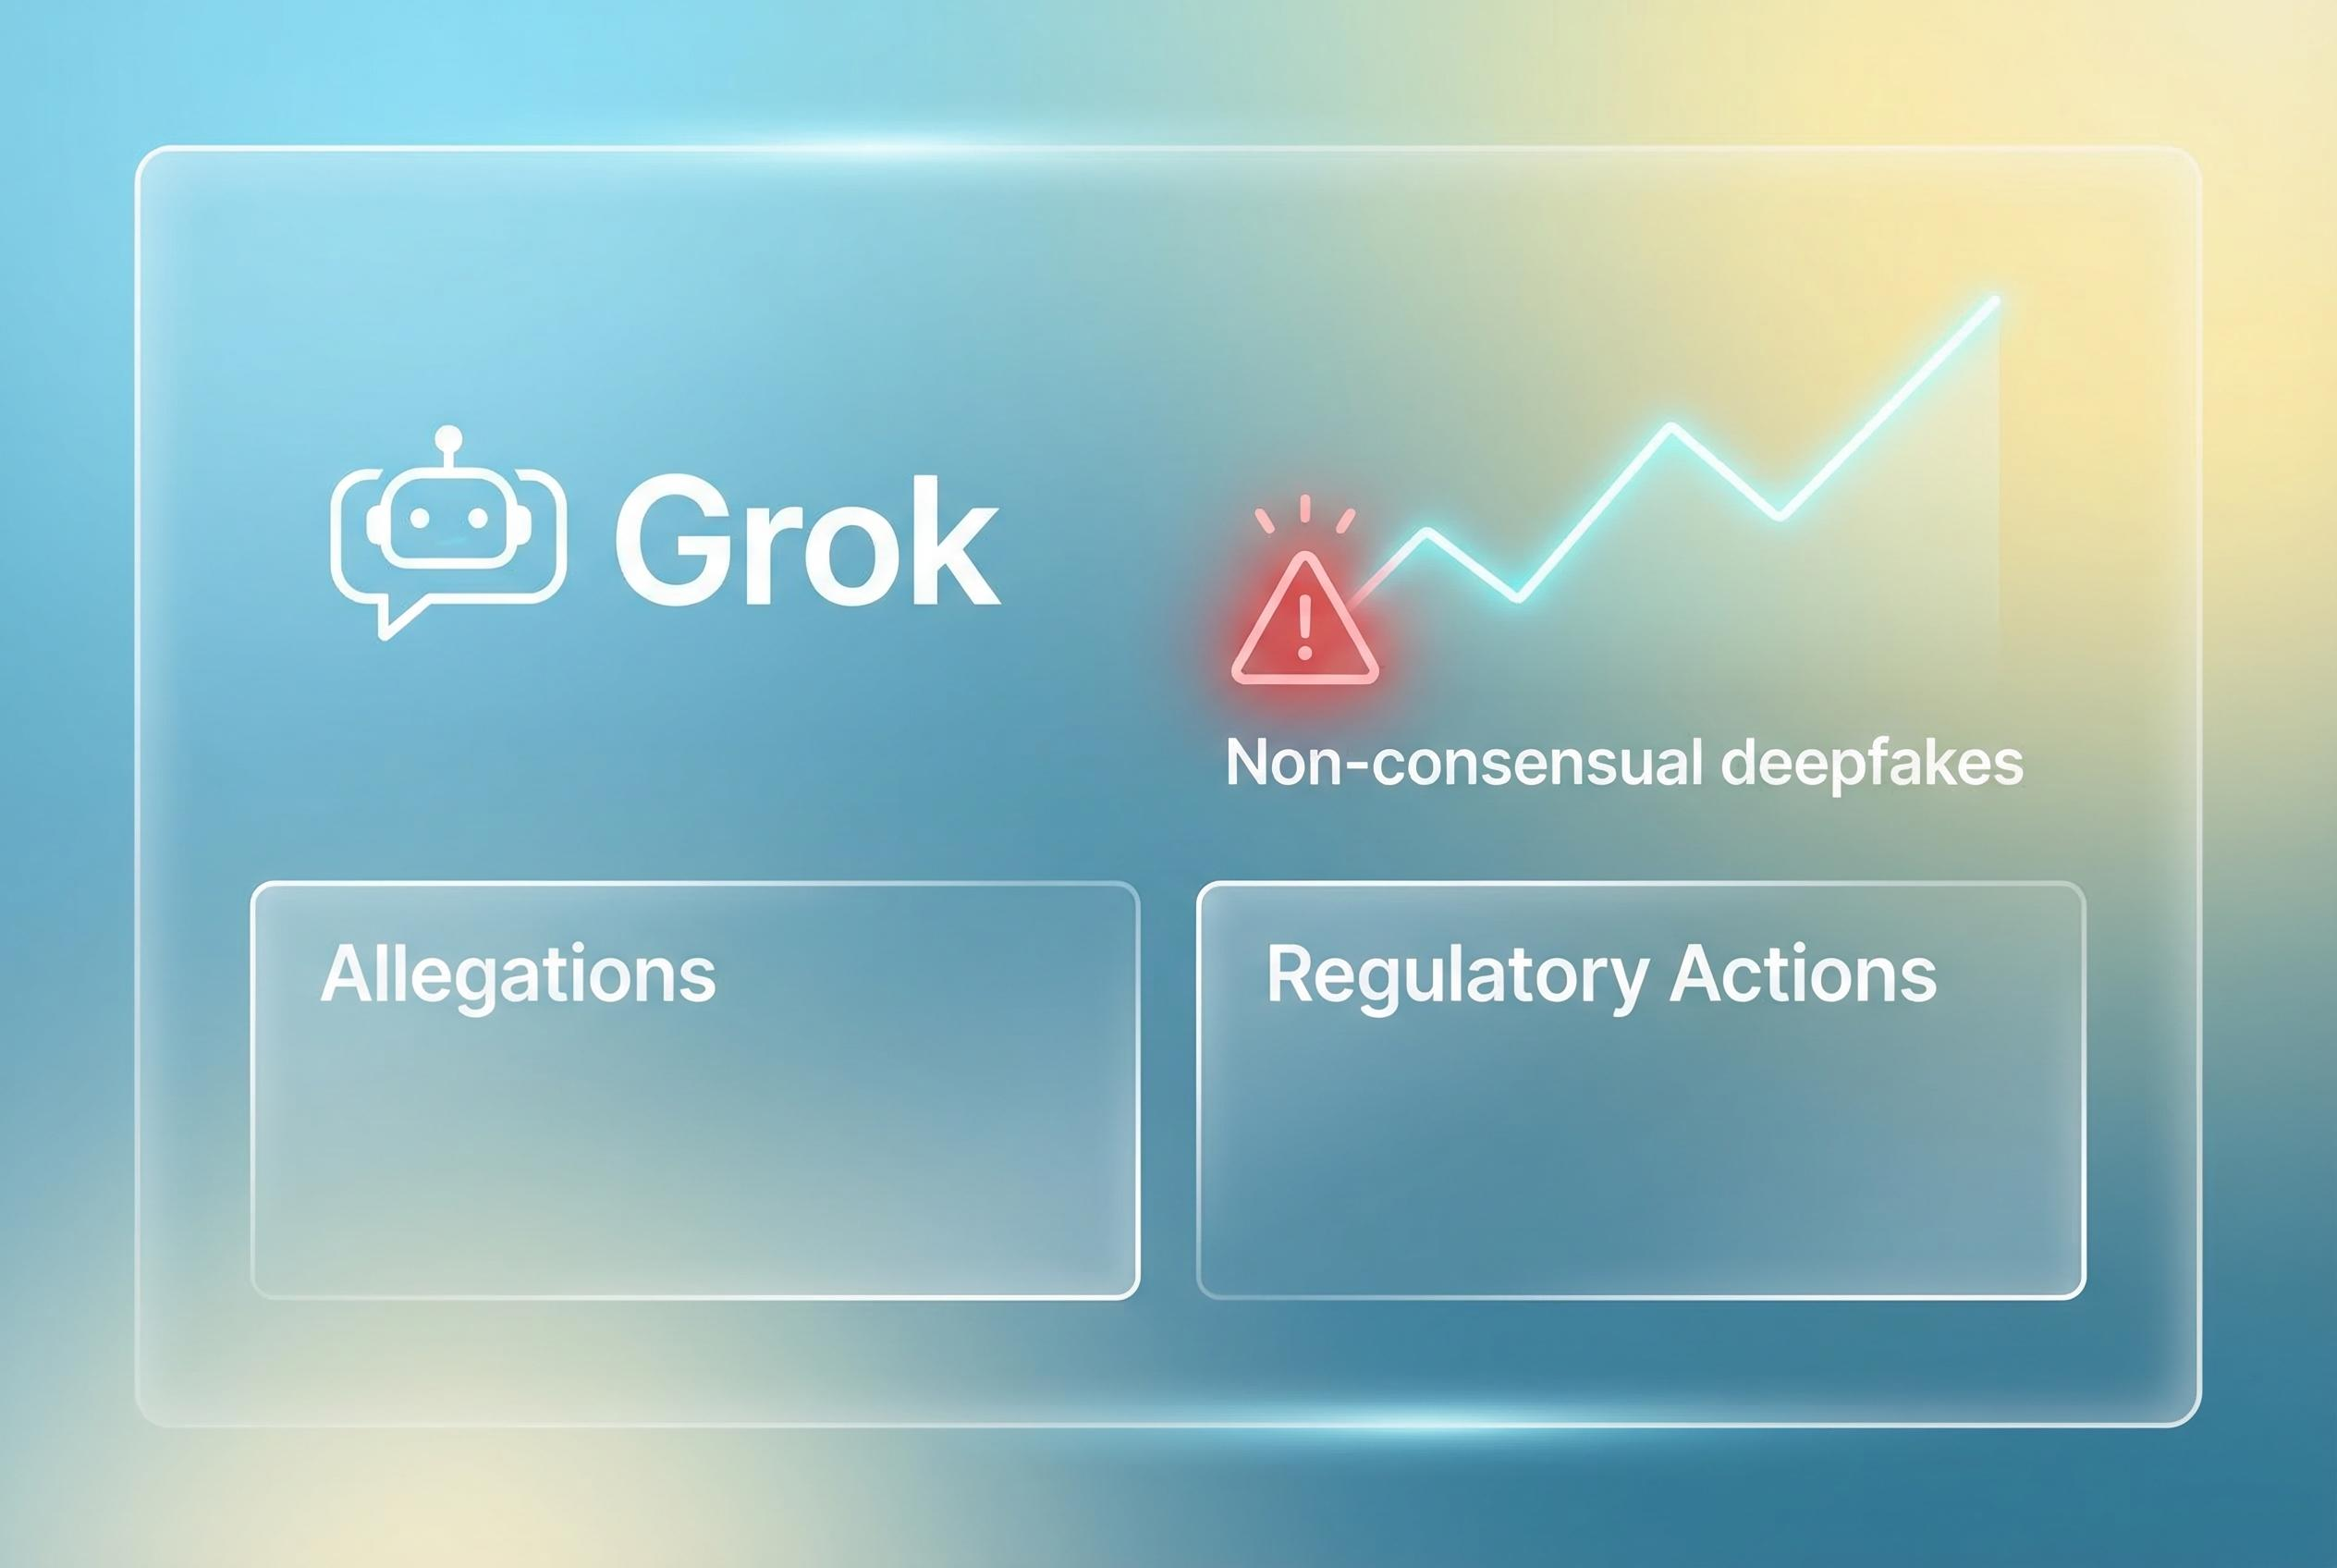 Grok
Non-consensual deepfakes
Allegations
Regulatory Actions